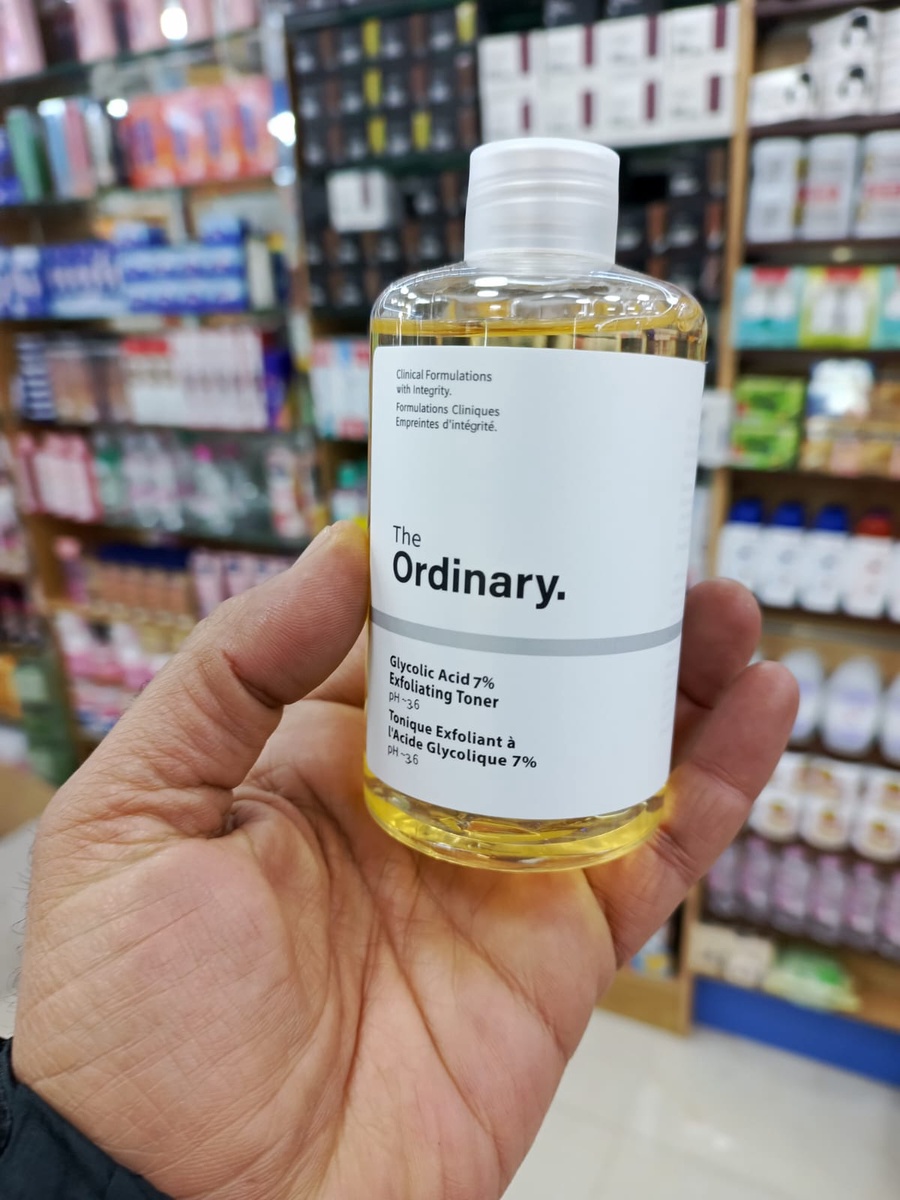 Clinical Formulations
with Integrity.
Formulations Cliniques
Empreintes d'intégrité.
The
Ordinary.
Glycolic Acid 7%
Exfoliating Toner
pH ~3.6
Tonique Exfoliant à
l'Acide Glycolique 7%
pH ~3.6